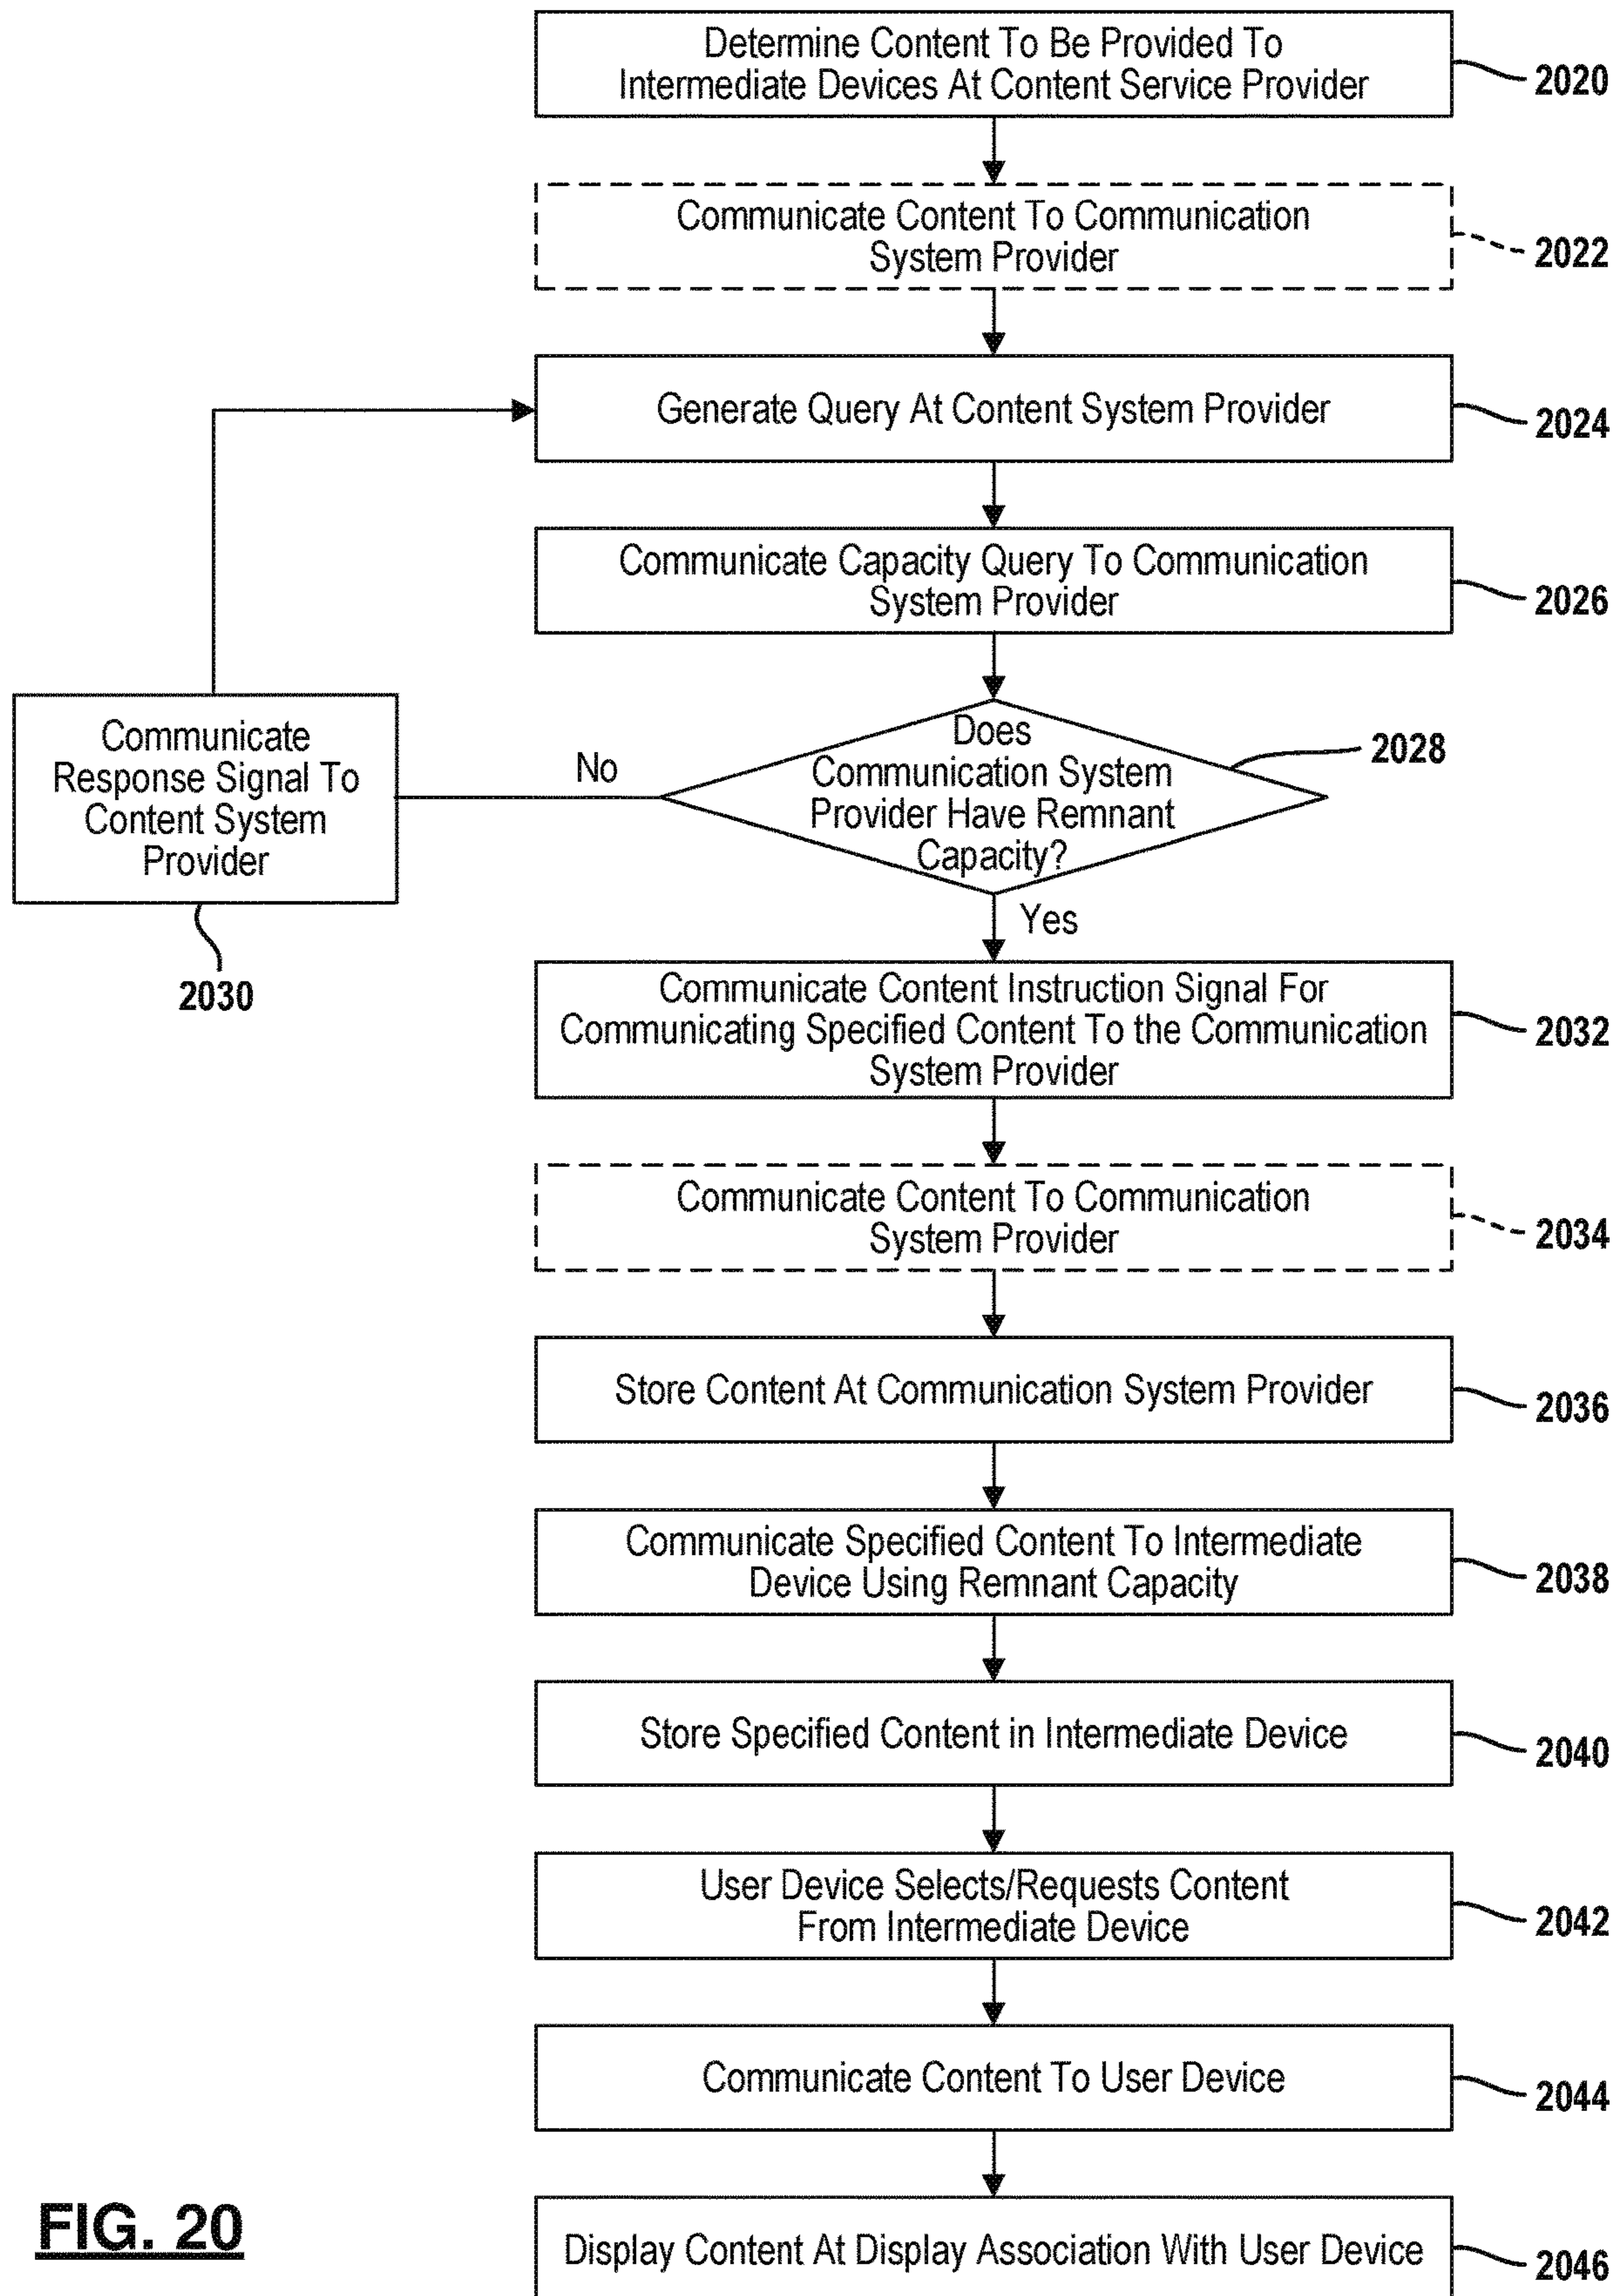 Determine Content To Be Provided To
Intermediate Devices At Content Service Provider
2020
Communicate Content To Communication
System Provider
2022
Generate Query At Content System Provider
2024
Communicate Capacity Query To Communication
System Provider
2026
Does
Communication System
Provider Have Remnant
Capacity?
2028
No
Communicate
Response Signal To
Content System
Provider
2030
Yes
Communicate Content Instruction Signal For
Communicating Specified Content To the Communication
System Provider
2032
Communicate Content To Communication
System Provider
2034
Store Content At Communication System Provider
2036
Communicate Specified Content To Intermediate
Device Using Remnant Capacity
2038
Store Specified Content in Intermediate Device
2040
User Device Selects/Requests Content
From Intermediate Device
2042
Communicate Content To User Device
2044
Display Content At Display Association With User Device
2046
FIG. 20